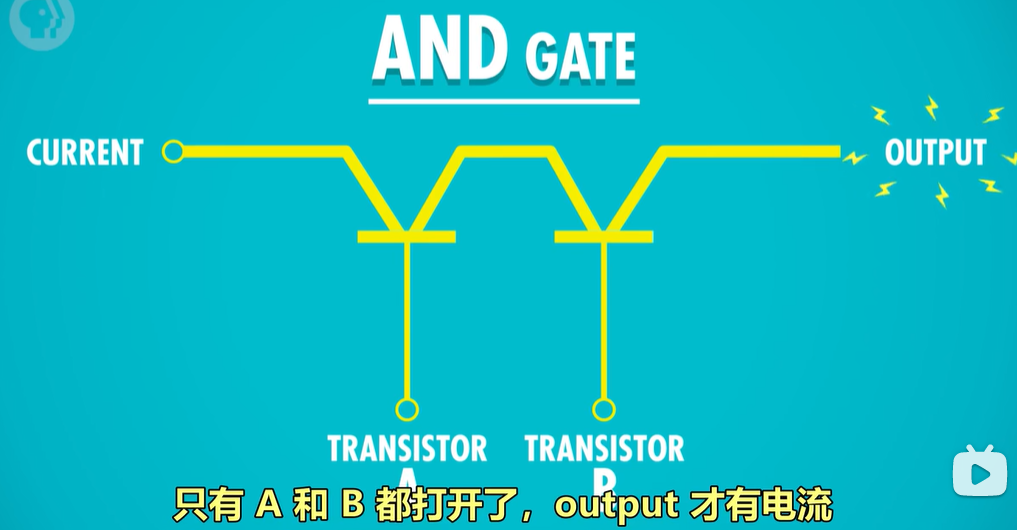 AND GATE
CURRENT
OUTPUT
TRANSISTOR A
TRANSISTOR B
只有 A 和 B 都打开了，output 才有电流